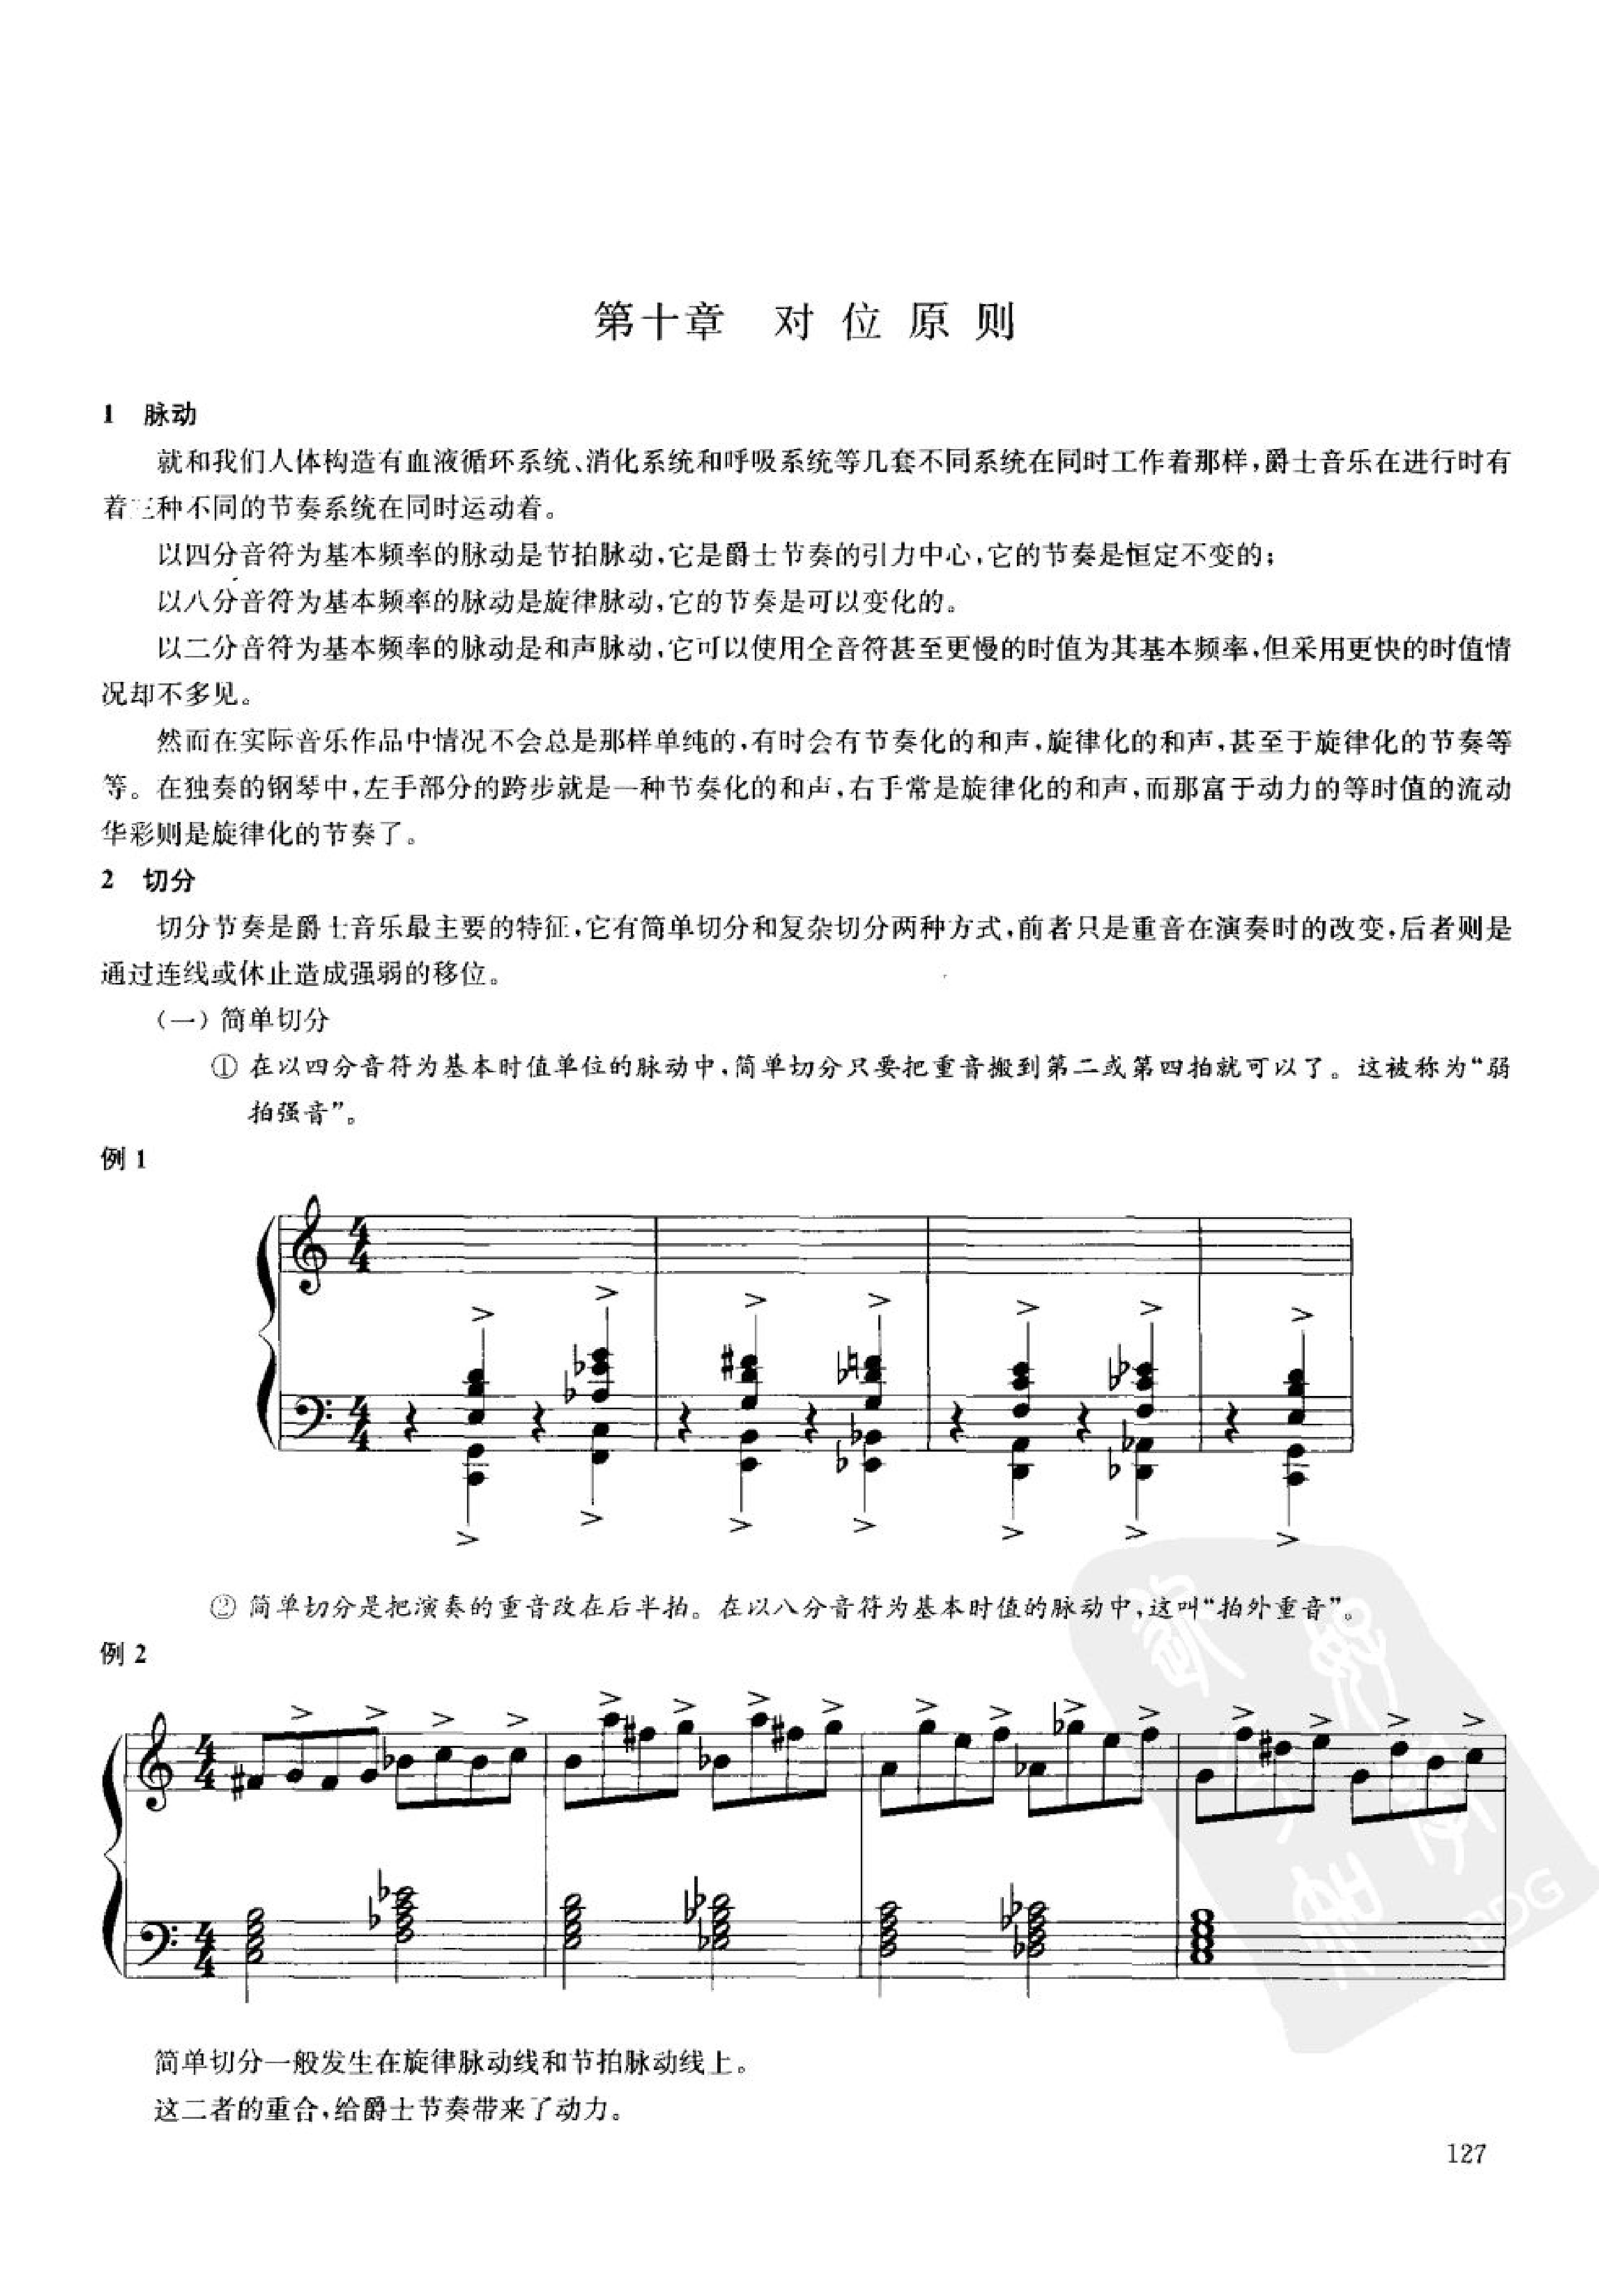 第十章 对位原则
1 脉动
就和我们人体构造有血液循环系统、消化系统和呼吸系统等几套不同系统在同时工作着那样,爵士音乐在进行时有
着三种不同的节奏系统在同时运动着。
以四分音符为基本频率的脉动是节拍脉动,它是爵士节奏的引力中心,它的节奏是恒定不变的;
以八分音符为基本频率的脉动是旋律脉动,它的节奏是可以变化的。
以二分音符为基本频率的脉动是和声脉动,它可以使用全音符甚至更慢的时值为其基本频率,但采用更快的时值情
况却不多见。
然而在实际音乐作品中情况不会总是那样单纯的,有时会有节奏化的和声,旋律化的和声,甚至于旋律化的节奏等
等。在独奏的钢琴中,左手部分的跨步就是一种节奏化的和声,右手常是旋律化的和声,而那富于动力的等时值的流动
华彩则是旋律化的节奏了。
2 切分
切分节奏是爵士音乐最主要的特征,它有简单切分和复杂切分两种方式,前者只是重音在演奏时的改变,后者则是
通过连线或休止造成强弱的移位。
(一)简单切分
① 在以四分音符为基本时值单位的脉动中,简单切分只要把重音搬到第二或第四拍就可以了。这被称为“弱
拍强音”。
例 1
② 简单切分是把演奏的重音改在后半拍。在以八分音符为基本时值的脉动中,这叫“拍外重音”。
例 2
简单切分一般发生在旋律脉动线和节拍脉动线上。
这二者的重合,给爵士节奏带来了动力。
127